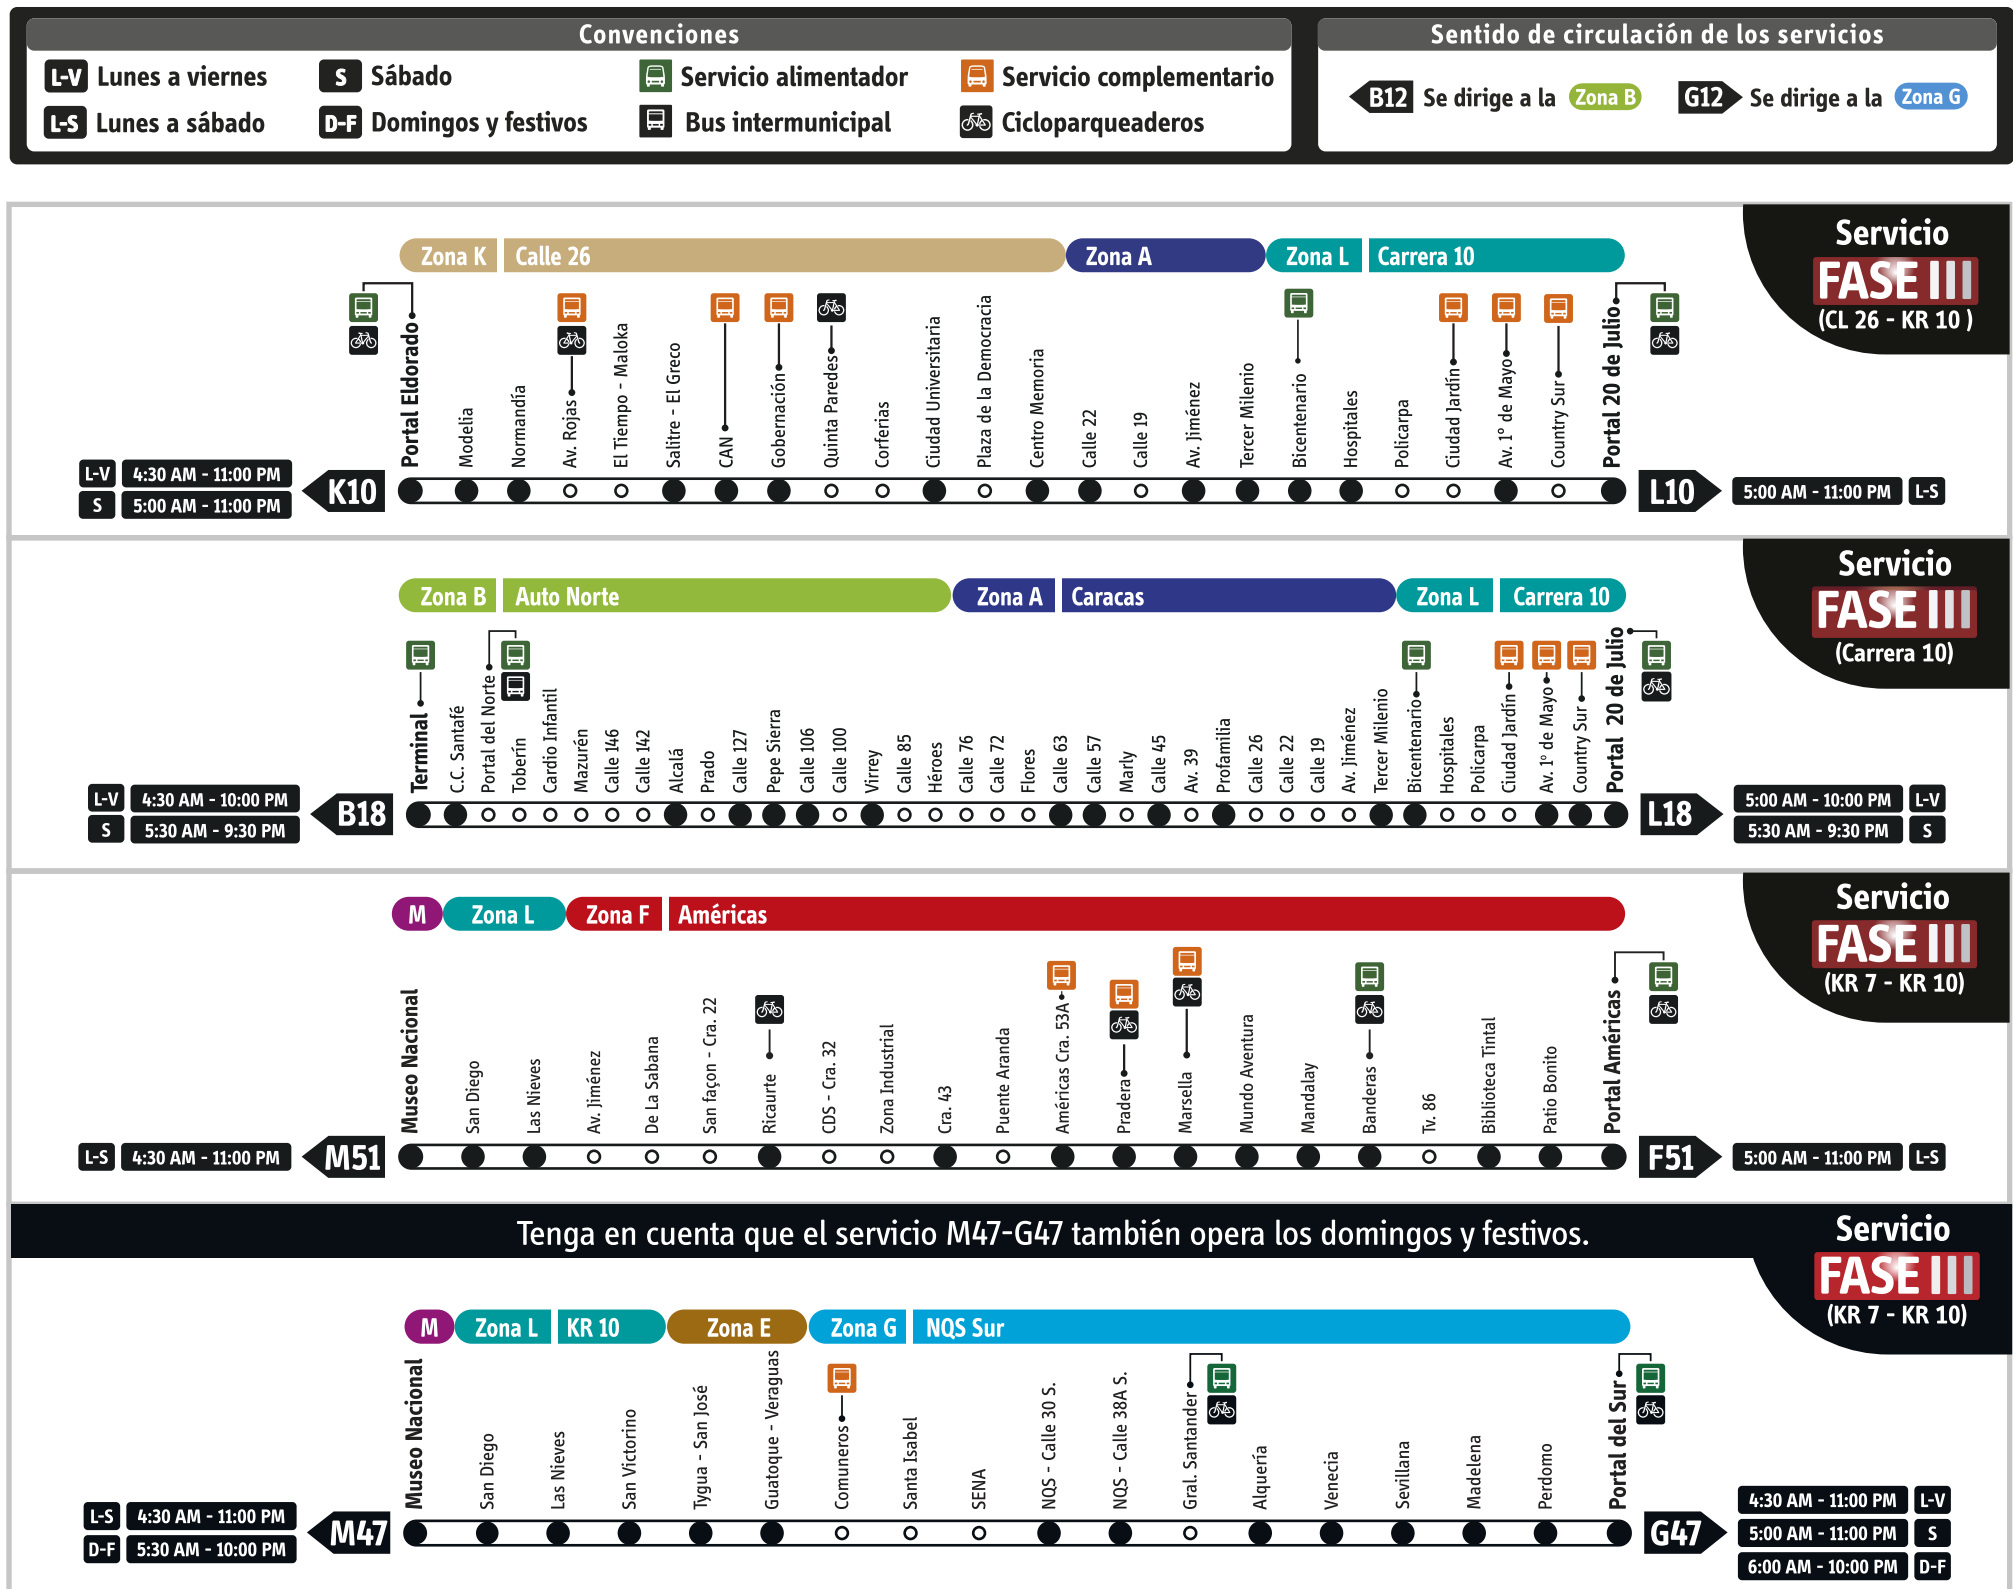 Convenciones
L-V Lunes a viernes
S Sábado
Servicio alimentador
Servicio complementario
L-S Lunes a sábado
D-F Domingos y festivos
Bus intermunicipal
Cicloparqueaderos
Sentido de circulación de los servicios
B12 Se dirige a la Zona B
G12 Se dirige a la Zona G
Servicio
FASE III
(CL 26 - KR 10 )
Zona K Calle 26
Zona A
Zona L Carrera 10
Portal Eldorado
Modelia
Normandía
Av. Rojas
El Tiempo - Maloka
Salitre - El Greco
CAN
Gobernación
Quinta Paredes
Corferias
Ciudad Universitaria
Plaza de la Democracia
Centro Memoria
Calle 22
Calle 19
Av. Jiménez
Tercer Milenio
Bicentenario
Hospitales
Policarpa
Ciudad Jardín
Av. 1º de Mayo
Country Sur
Portal 20 de Julio
L-V 4:30 AM - 11:00 PM
S 5:00 AM - 11:00 PM
K10
L10
5:00 AM - 11:00 PM L-S
Servicio
FASE III
(Carrera 10)
Zona B Auto Norte
Zona A Caracas
Zona L Carrera 10
Terminal
C.C. Santafé
Portal del Norte
Toberín
Cardio Infantil
Mazurén
Calle 146
Calle 142
Alcalá
Prado
Calle 127
Pepe Sierra
Calle 106
Calle 100
Virrey
Calle 85
Héroes
Calle 76
Calle 72
Flores
Calle 63
Calle 57
Marly
Calle 45
Av. 39
Profamilia
Calle 26
Calle 22
Calle 19
Av. Jiménez
Tercer Milenio
Bicentenario
Hospitales
Policarpa
Ciudad Jardín
Av. 1º de Mayo
Country Sur
Portal 20 de Julio
L-V 4:30 AM - 10:00 PM
S 5:30 AM - 9:30 PM
B18
L18
5:00 AM - 10:00 PM L-V
5:30 AM - 9:30 PM S
Servicio
FASE III
(KR 7 - KR 10)
M
Zona L
Zona F Américas
Museo Nacional
San Diego
Las Nieves
Av. Jiménez
De La Sabana
San façon - Cra. 22
Ricaurte
CDS - Cra. 32
Zona Industrial
Cra. 43
Puente Aranda
Américas Cra. 53A
Pradera
Marsella
Mundo Aventura
Mandalay
Banderas
Tv. 86
Biblioteca Tintal
Patio Bonito
Portal Américas
L-S 4:30 AM - 11:00 PM
M51
F51
5:00 AM - 11:00 PM L-S
Tenga en cuenta que el servicio M47-G47 también opera los domingos y festivos.
Servicio
FASE III
(KR 7 - KR 10)
M
Zona L KR 10
Zona E
Zona G NQS Sur
Museo Nacional
San Diego
Las Nieves
San Victorino
Tygua - San José
Guatoque - Veraguas
Comuneros
Santa Isabel
SENA
NQS - Calle 30 S.
NQS - Calle 38A S.
Gral. Santander
Alquería
Venecia
Sevillana
Madelena
Perdomo
Portal del Sur
L-S 4:30 AM - 11:00 PM
D-F 5:30 AM - 10:00 PM
M47
G47
4:30 AM - 11:00 PM L-V
5:00 AM - 11:00 PM S
6:00 AM - 10:00 PM D-F